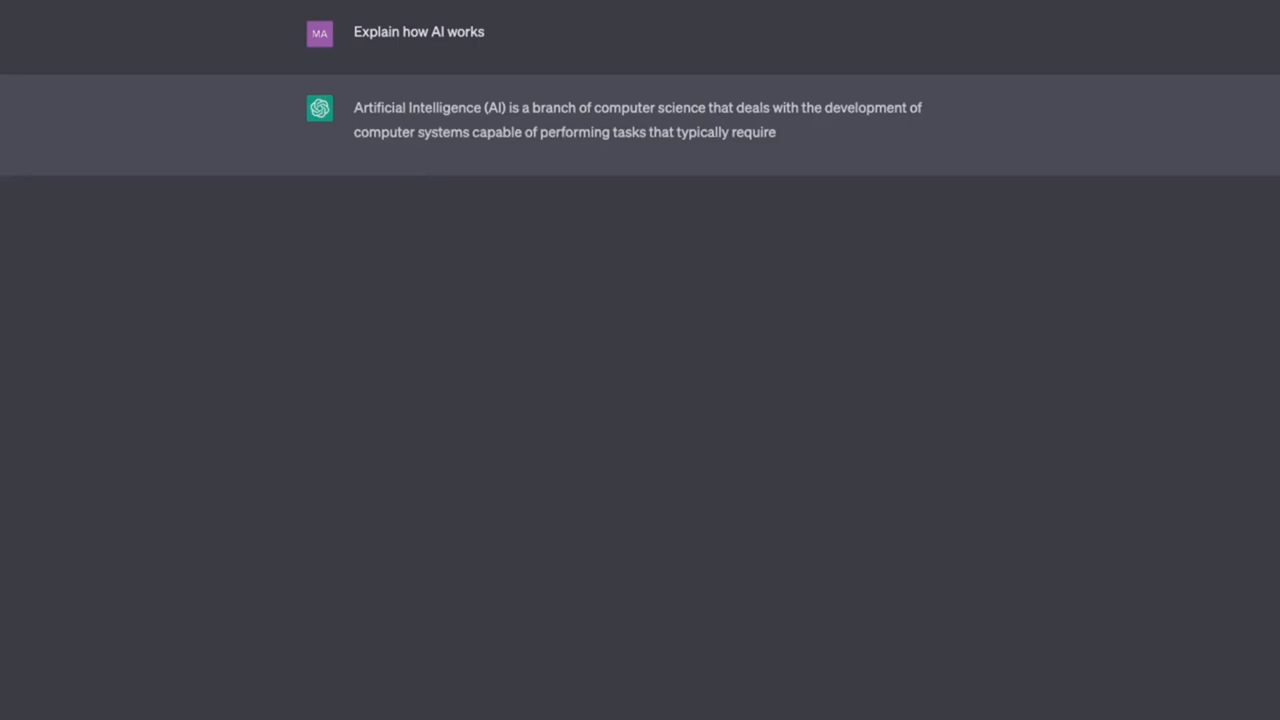 MA
Explain how AI works
Artificial Intelligence (AI) is a branch of computer science that deals with the development of
computer systems capable of performing tasks that typically require